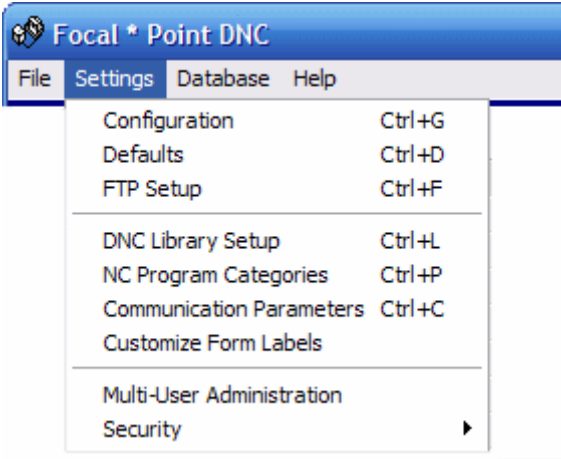 Focal * Point DNC
File Settings Database Help
Configuration Ctrl+G
Defaults Ctrl+D
FTP Setup Ctrl+F
DNC Library Setup Ctrl+L
NC Program Categories Ctrl+P
Communication Parameters Ctrl+C
Customize Form Labels
Multi-User Administration
Security